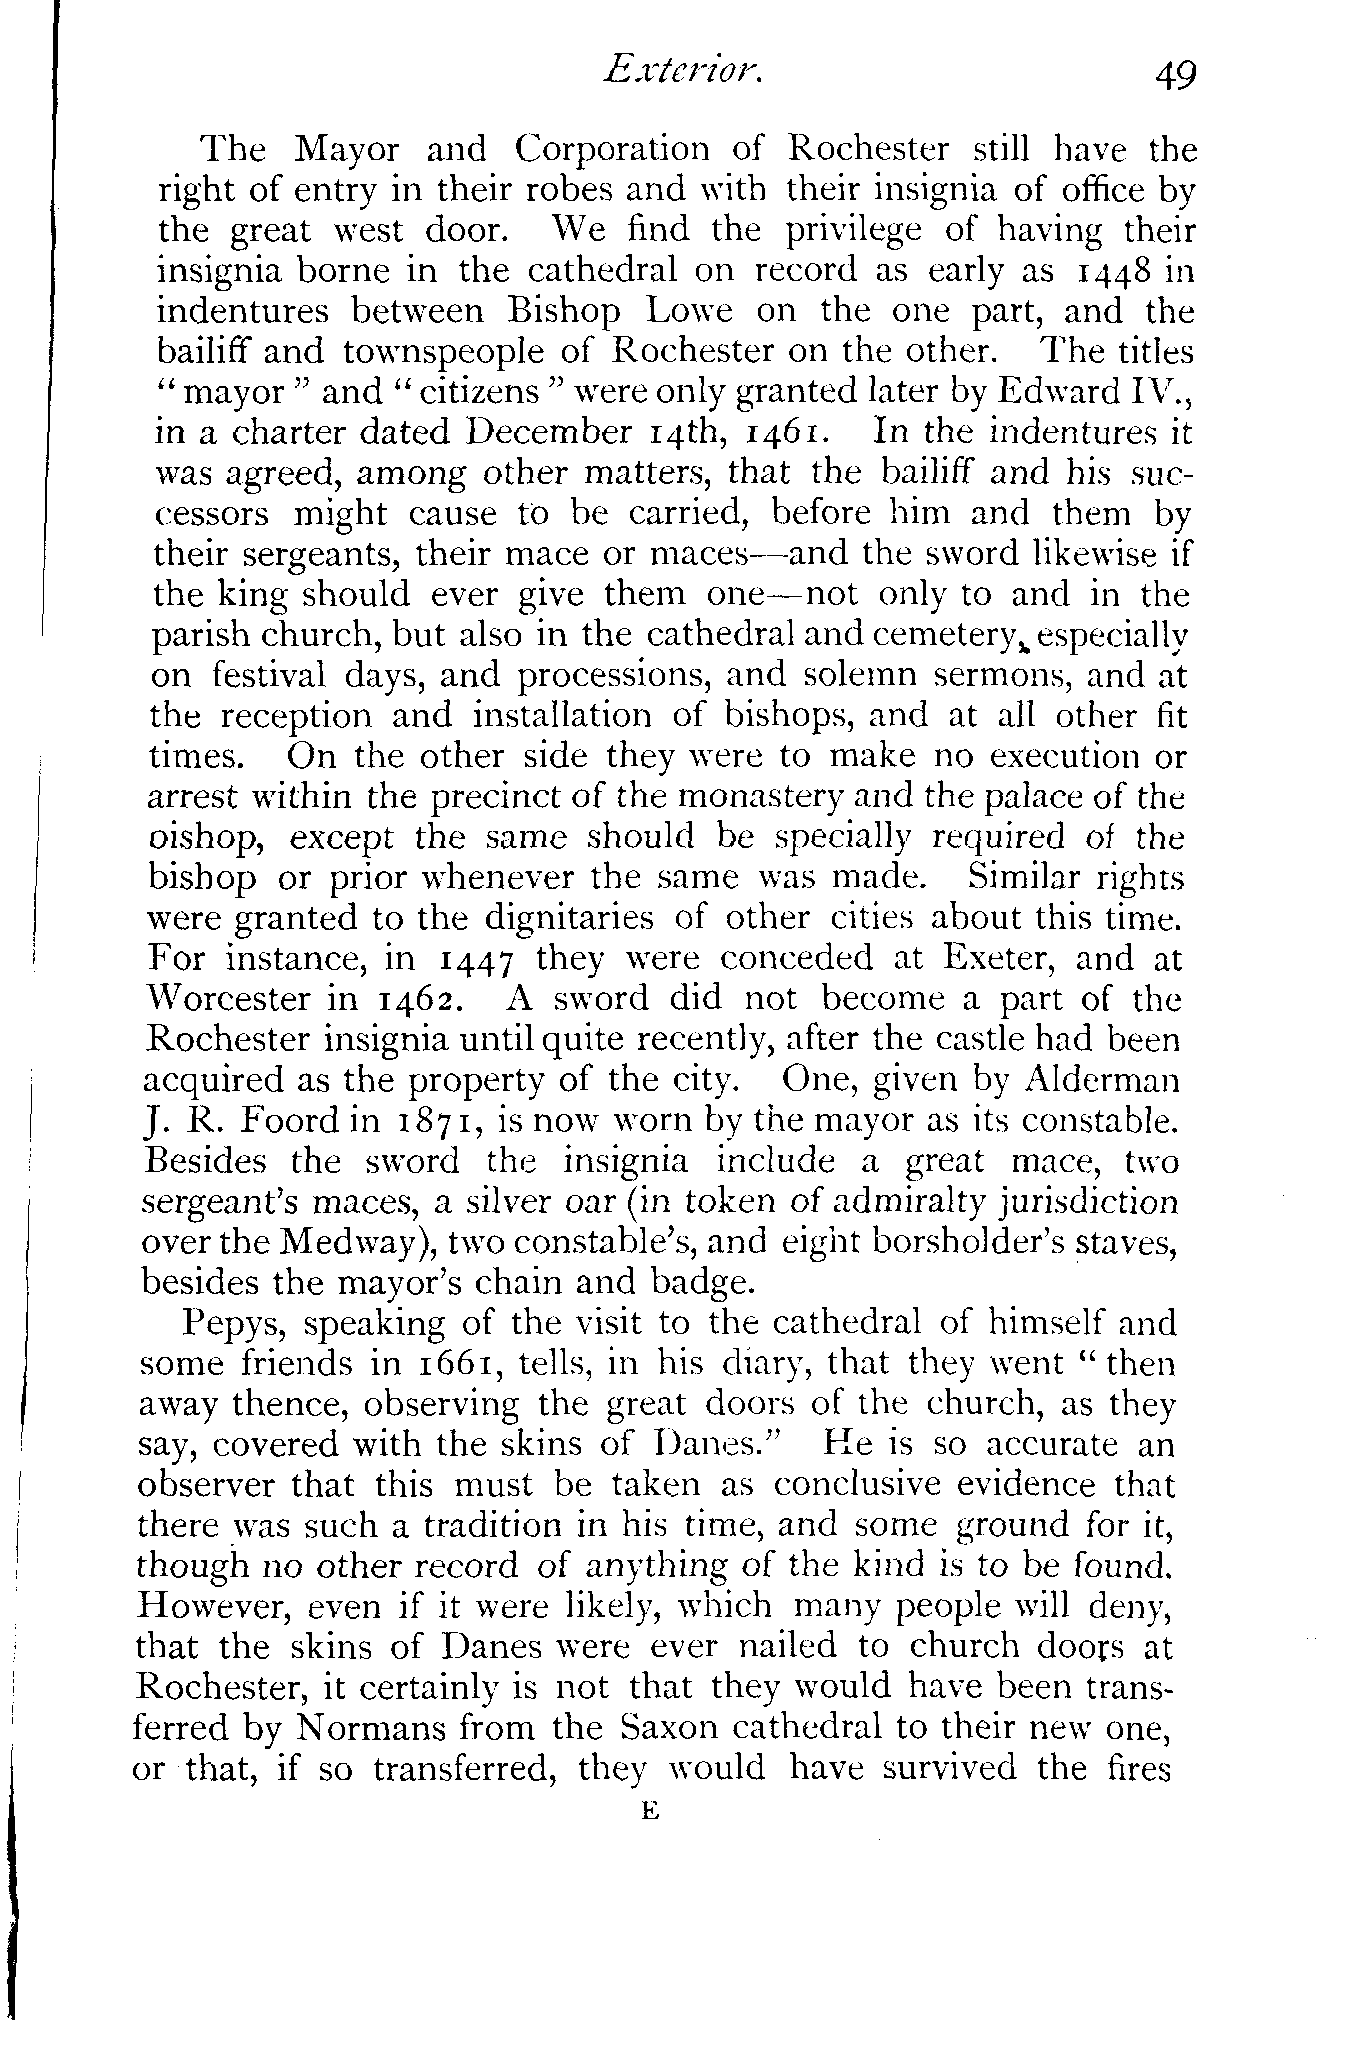 Exterior. 49
The Mayor and Corporation of Rochester still have the
right of entry in their robes and with their insignia of office by
the great west door. We find the privilege of having their
insignia borne in the cathedral on record as early as 1448 in
indentures between Bishop Lowe on the one part, and the
bailiff and townspeople of Rochester on the other. The titles
“mayor” and “citizens” were only granted later by Edward IV.,
in a charter dated December 14th, 1461. In the indentures it
was agreed, among other matters, that the bailiff and his suc-
cessors might cause to be carried, before him and them by
their sergeants, their mace or maces—and the sword likewise if
the king should ever give them one—not only to and in the
parish church, but also in the cathedral and cemetery, especially
on festival days, and processions, and solemn sermons, and at
the reception and installation of bishops, and at all other fit
times. On the other side they were to make no execution or
arrest within the precinct of the monastery and the palace of the
oishop, except the same should be specially required of the
bishop or prior whenever the same was made. Similar rights
were granted to the dignitaries of other cities about this time.
For instance, in 1447 they were conceded at Exeter, and at
Worcester in 1462. A sword did not become a part of the
Rochester insignia until quite recently, after the castle had been
acquired as the property of the city. One, given by Alderman
J. R. Foord in 1871, is now worn by the mayor as its constable.
Besides the sword the insignia include a great mace, two
sergeant's maces, a silver oar (in token of admiralty jurisdiction
over the Medway), two constable's, and eight borsholder's staves,
besides the mayor's chain and badge.
Pepys, speaking of the visit to the cathedral of himself and
some friends in 1661, tells, in his diary, that they went “then
away thence, observing the great doors of the church, as they
say, covered with the skins of Danes.” He is so accurate an
observer that this must be taken as conclusive evidence that
there was such a tradition in his time, and some ground for it,
though no other record of anything of the kind is to be found.
However, even if it were likely, which many people will deny,
that the skins of Danes were ever nailed to church doors at
Rochester, it certainly is not that they would have been trans-
ferred by Normans from the Saxon cathedral to their new one,
or that, if so transferred, they would have survived the fires
E